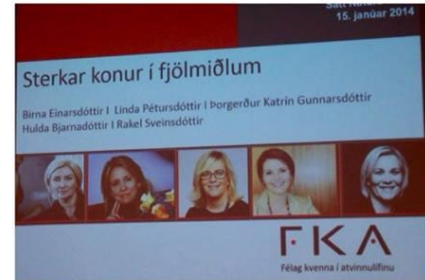 15. janúar 2014
Sterkar konur í fjölmiðlum
Birna Einarsdóttir I Linda Pétursdóttir I Þorgerður Katrín Gunnarsdóttir
Hulda Bjarnadóttir I Rakel Sveinsdóttir
FKA
Félag kvenna í atvinnulífinu